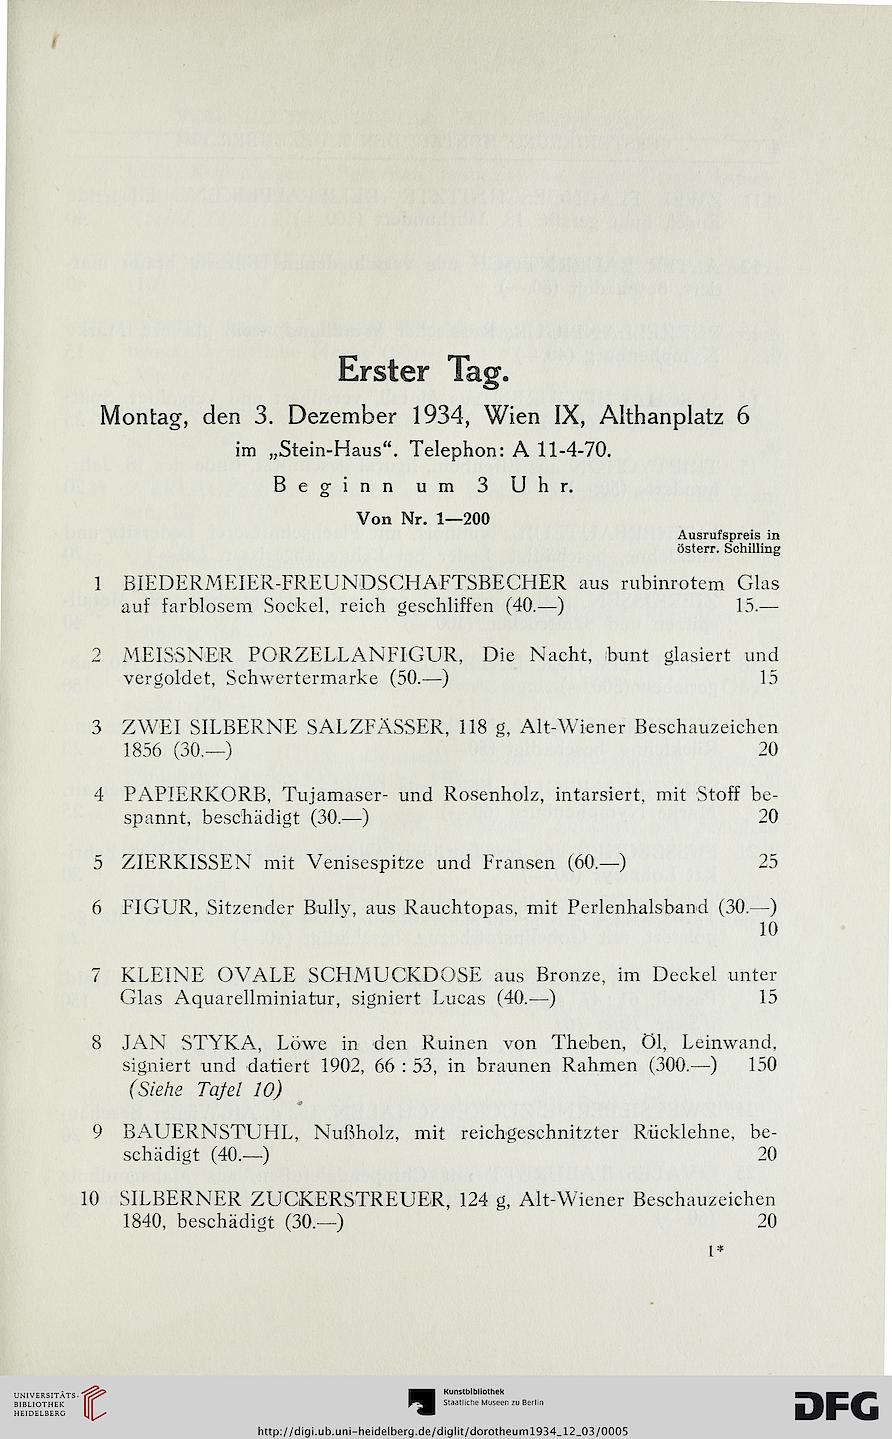 Erster Tag.
Montag, den 3. Dezember 1934, Wien IX, Althanplatz 6
im „Stein-Haus“. Telephon: A 11-4-70.
Beginn um 3 Uhr.
Von Nr. 1—200
Ausrufspreis in
österr. Schilling
1 BIEDERMEIER-FREUNDSCHAFTSBECHER aus rubinrotem Glas
auf farblosem Sockel, reich geschliffen (40.—) 15.—
2 MEISSNER PORZELLANFIGUR, Die Nacht, bunt glasiert und
vergoldet, Schwertermarke (50.—) 15
3 ZWEI SILBERNE SALZFÄSSER, 118 g, Alt-Wiener Beschauzeichen
1856 (30.—) 20
4 PAPIERKORB, Tujamaser- und Rosenholz, intarsiert, mit Stoff be-
spannt, beschädigt (30.—) 20
5 ZIERKISSEN mit Venisespitze und Fransen (60.—) 25
6 FIGUR, Sitzender Bully, aus Rauchtopas, mit Perlenhalsband (30.—)
10
7 KLEINE OVALE SCHMUCKDOSE aus Bronze, im Deckel unter
Glas Aquarellminiatur, signiert Lucas (40.—) 15
8 JAN STYKA, Löwe in den Ruinen von Theben, Öl, Leinwand,
signiert und datiert 1902, 66 : 53, in braunen Rahmen (300.—) 150
(Siehe Tafel 10)
9 BAUERNSTUHL, Nußholz, mit reichgeschnitzter Rücklehne, be-
schädigt (40.—) 20
10 SILBERNER ZUCKERSTREUER, 124 g, Alt-Wiener Beschauzeichen
1840, beschädigt (30.—) 20
1*
UNIVERSITÄTS-
BIBLIOTHEK
HEIDELBERG
Kunstbibliothek
Staatliche Museen zu Berlin
DFG
http://digi.ub.uni-heidelberg.de/diglit/dorotheum1934_12_03/0005